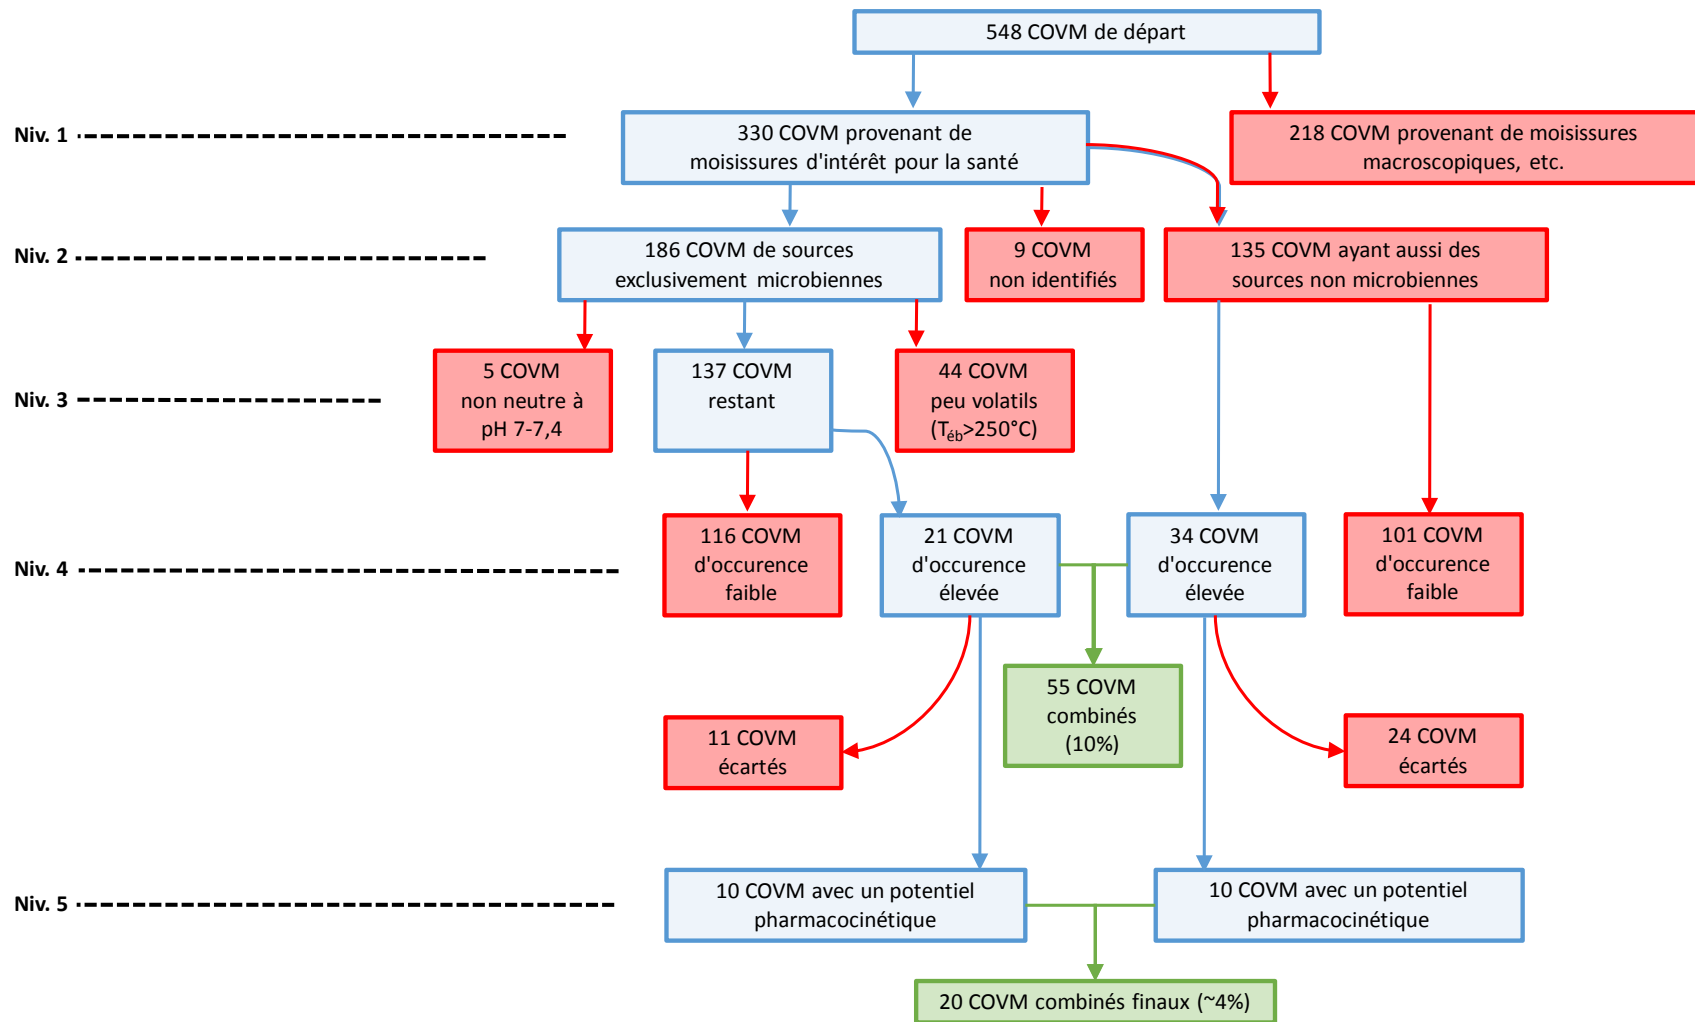 548 COVM de départ
Niv. 1
330 COVM provenant de
moisissures d'intérêt pour la santé
218 COVM provenant de moisissures
macroscopiques, etc.
Niv. 2
186 COVM de sources
exclusivement microbiennes
9 COVM
non identifiés
135 COVM ayant aussi des
sources non microbiennes
Niv. 3
5 COVM
non neutre à
pH 7-7,4
137 COVM
restant
44 COVM
peu volatils
(Téb>250°C)
Niv. 4
116 COVM
d'occurence
faible
21 COVM
d'occurence
élevée
34 COVM
d'occurence
élevée
101 COVM
d'occurence
faible
55 COVM
combinés
(10%)
11 COVM
écartés
24 COVM
écartés
Niv. 5
10 COVM avec un potentiel
pharmacocinétique
10 COVM avec un potentiel
pharmacocinétique
20 COVM combinés finaux (~4%)